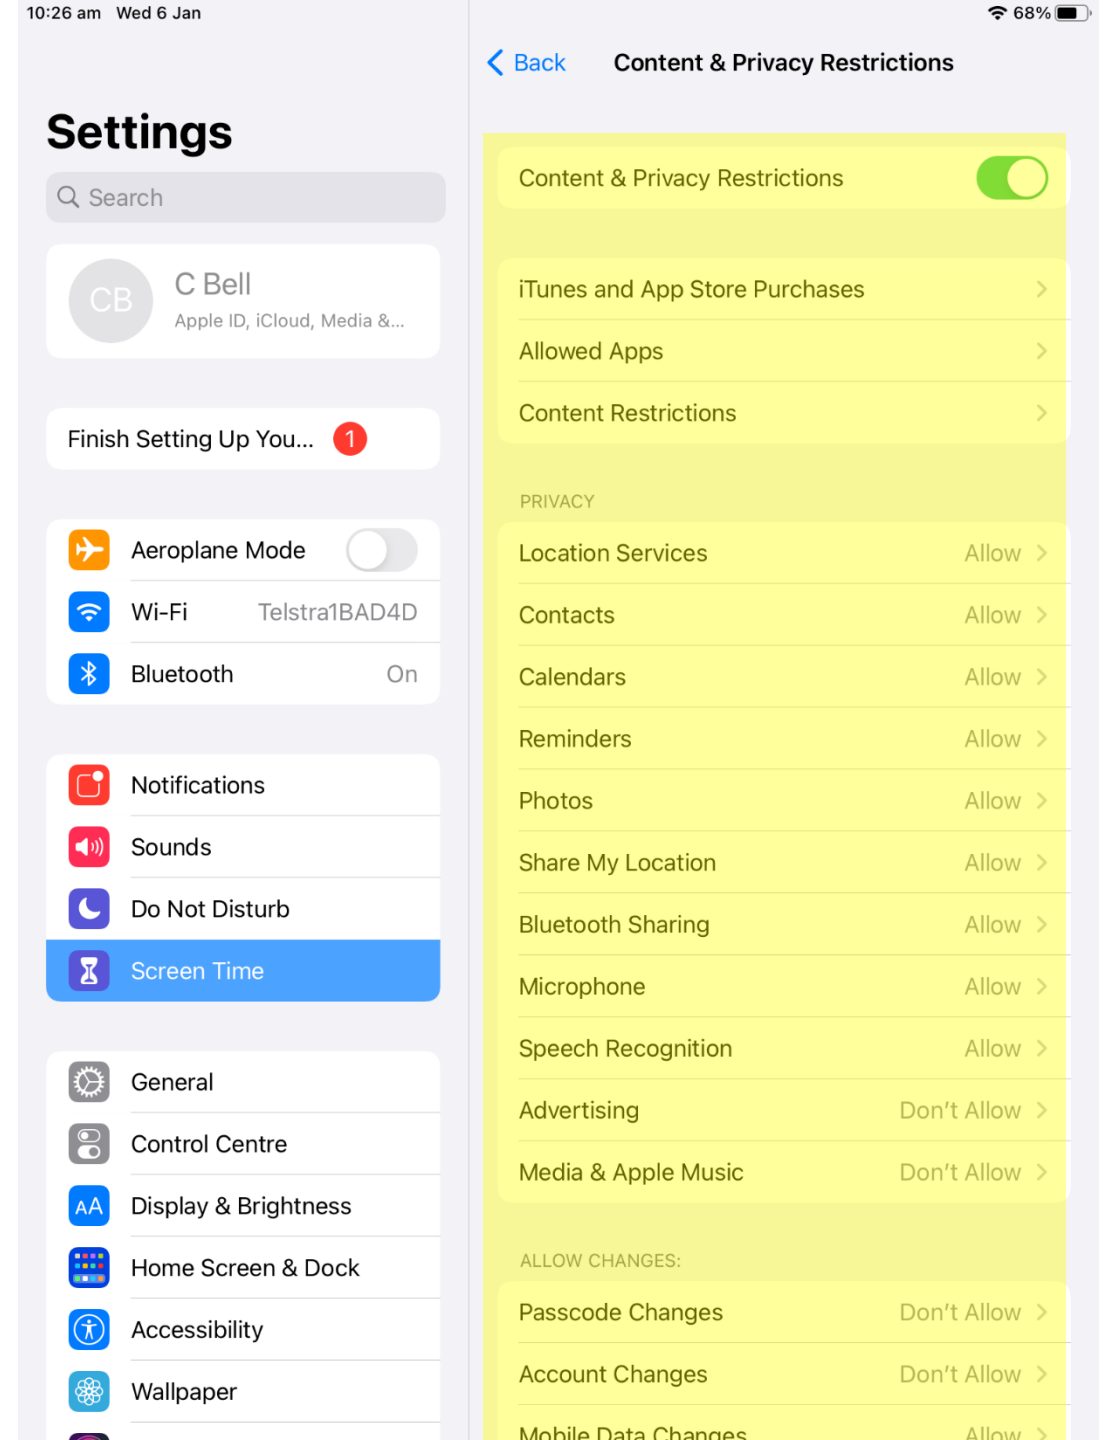 10:26 am Wed 6 Jan
68%
Settings
Search
CB
C Bell
Apple ID, iCloud, Media &...
Finish Setting Up You... 1
Aeroplane Mode
Wi-Fi Telstra1BAD4D
Bluetooth On
Notifications
Sounds
Do Not Disturb
Screen Time
General
Control Centre
AA Display & Brightness
Home Screen & Dock
Accessibility
Wallpaper
Back Content & Privacy Restrictions
Content & Privacy Restrictions
iTunes and App Store Purchases
Allowed Apps
Content Restrictions
PRIVACY
Location Services Allow
Contacts Allow
Calendars Allow
Reminders Allow
Photos Allow
Share My Location Allow
Bluetooth Sharing Allow
Microphone Allow
Speech Recognition Allow
Advertising Don't Allow
Media & Apple Music Don't Allow
ALLOW CHANGES:
Passcode Changes Don't Allow
Account Changes Don't Allow
Mobile Data Changes Allow